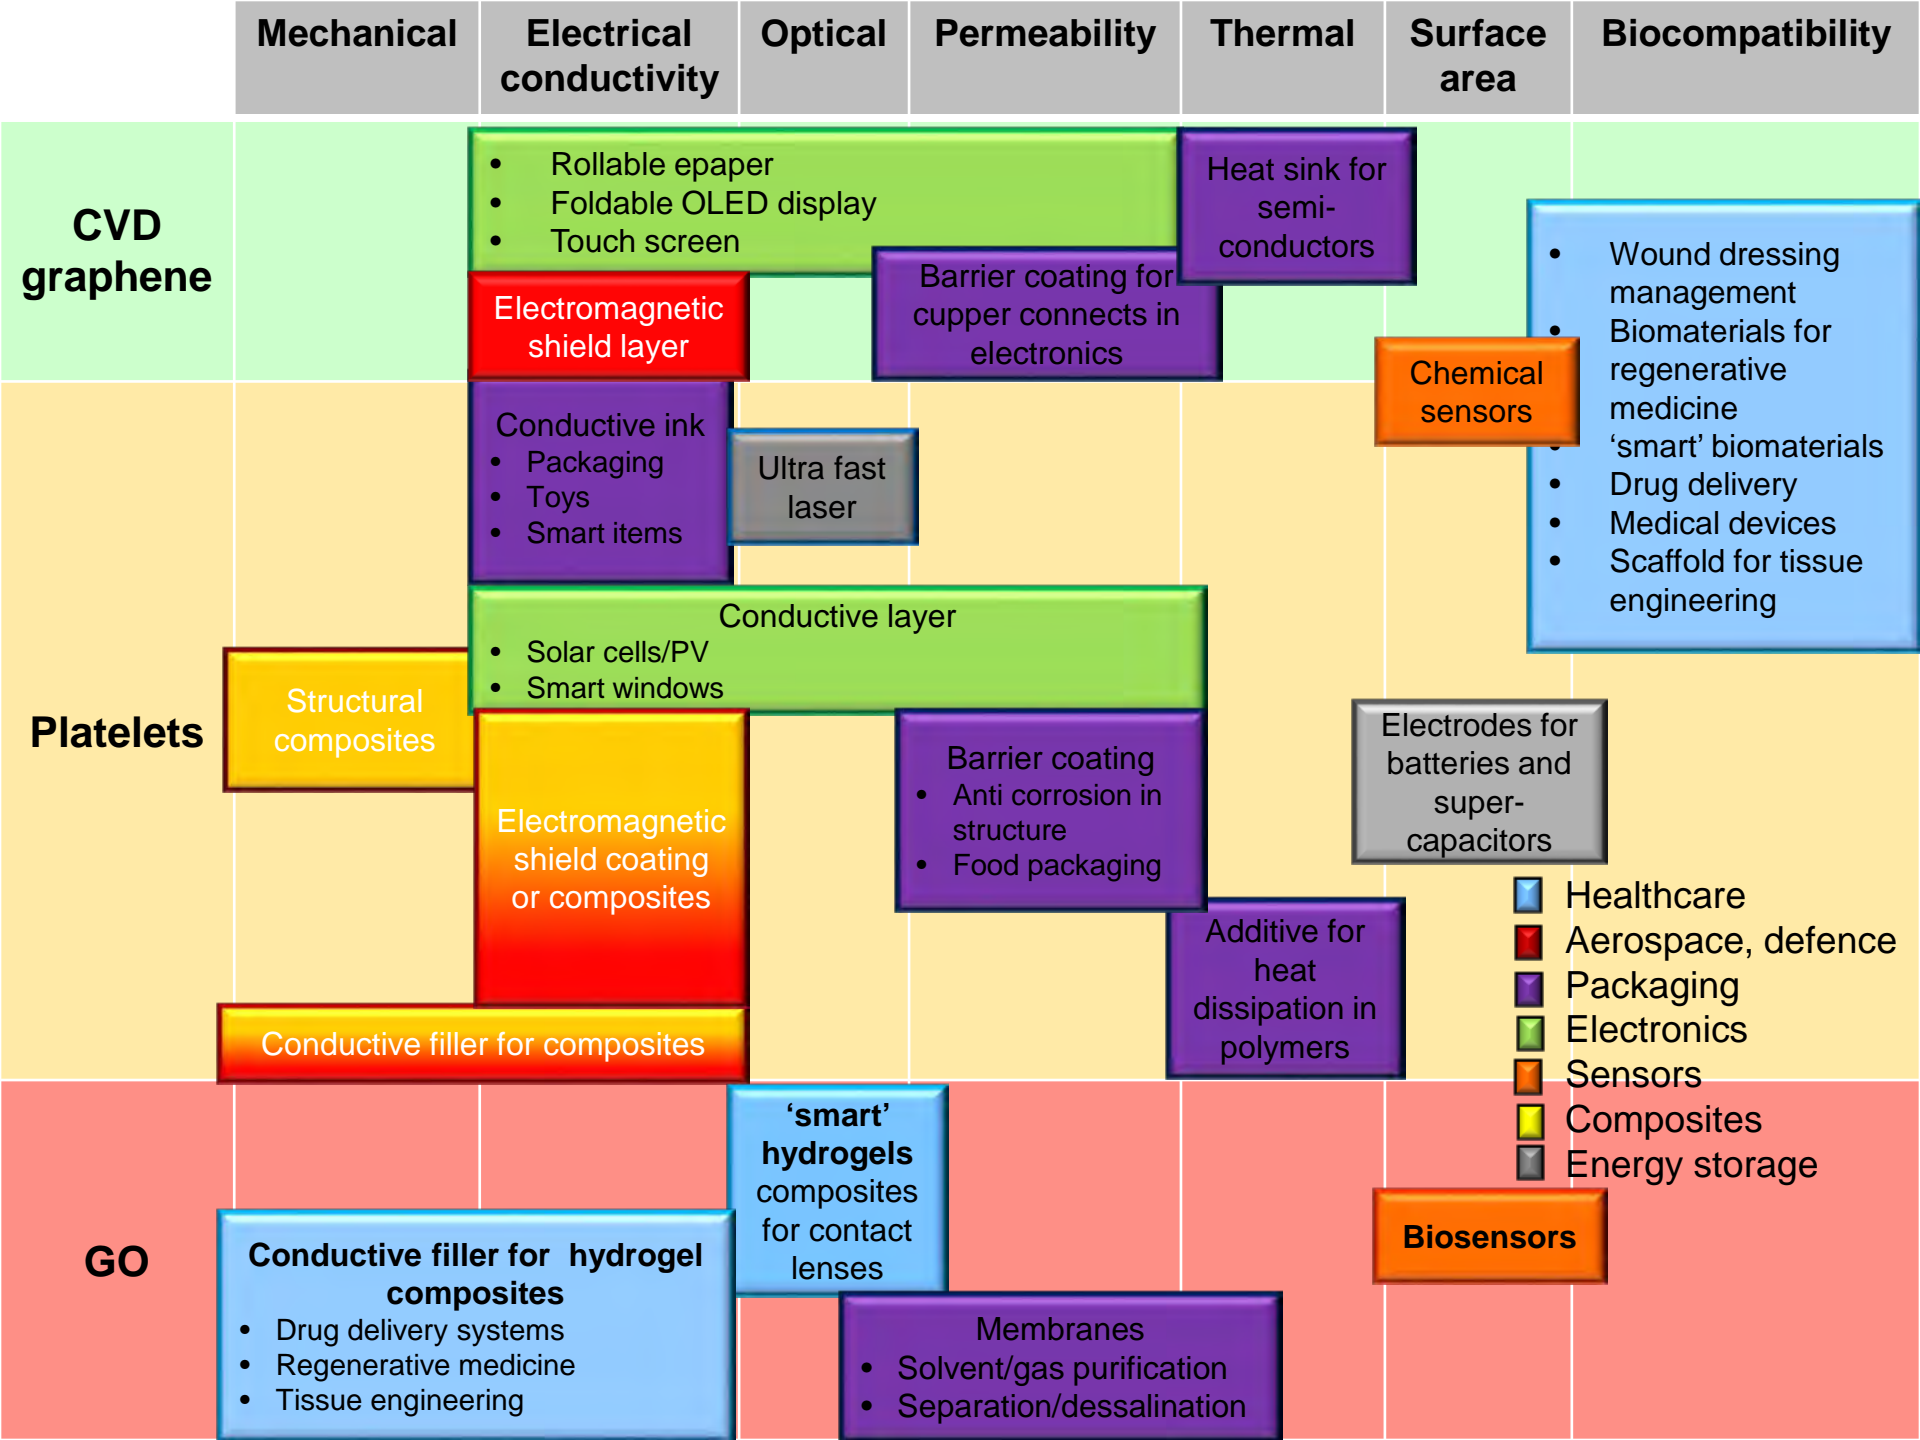 Mechanical
Electrical
conductivity
Optical
Permeability
Thermal
Surface
area
Biocompatibility
CVD
graphene
• Rollable epaper
• Foldable OLED display
• Touch screen
Heat sink for
semi-
conductors
Electromagnetic
shield layer
Barrier coating for
cupper connects in
electronics
Chemical
sensors
• Wound dressing
management
• Biomaterials for
regenerative
medicine
• ‘smart’ biomaterials
• Drug delivery
• Medical devices
• Scaffold for tissue
engineering
Platelets
Conductive ink
• Packaging
• Toys
• Smart items
Ultra fast
laser
Conductive layer
• Solar cells/PV
• Smart windows
Structural
composites
Electromagnetic
shield coating
or composites
Barrier coating
• Anti corrosion in
structure
• Food packaging
Electrodes for
batteries and
super-
capacitors
Additive for
heat
dissipation in
polymers
Conductive filler for composites
Healthcare
Aerospace, defence
Packaging
Electronics
Sensors
Composites
Energy storage
GO
‘smart’
hydrogels
composites
for contact
lenses
Conductive filler for hydrogel
composites
• Drug delivery systems
• Regenerative medicine
• Tissue engineering
Membranes
• Solvent/gas purification
• Separation/dessalination
Biosensors